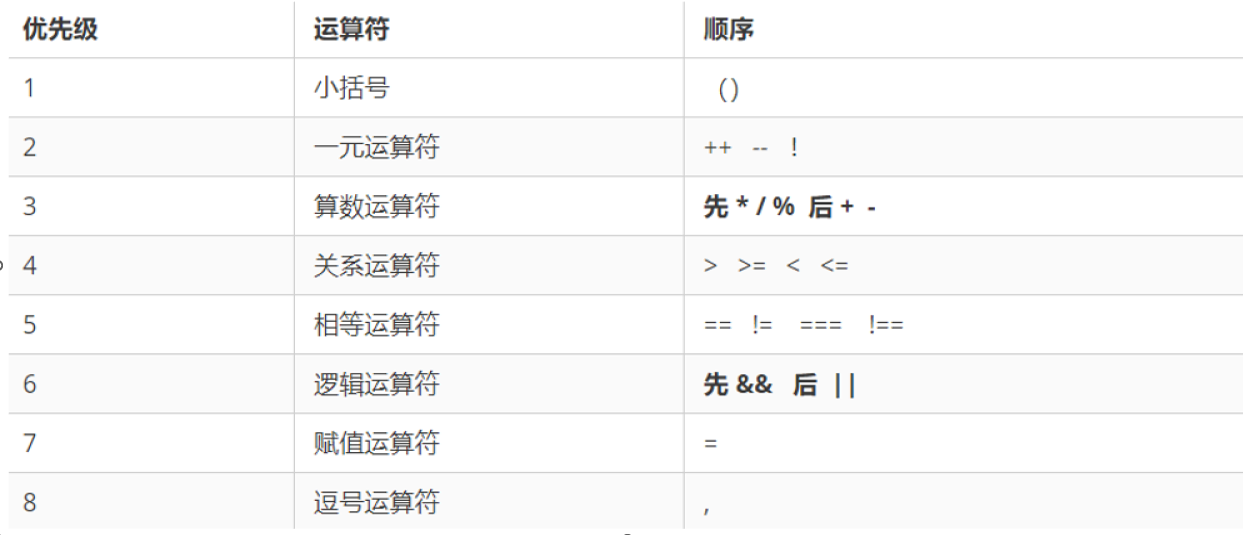 优先级 运算符 顺序
1 小括号 ()
2 一元运算符 ++ -- !
3 算数运算符 先 * / % 后 + -
4 关系运算符 > >= < <=
5 相等运算符 == != === !==
6 逻辑运算符 先 && 后 ||
7 赋值运算符 =
8 逗号运算符 ,